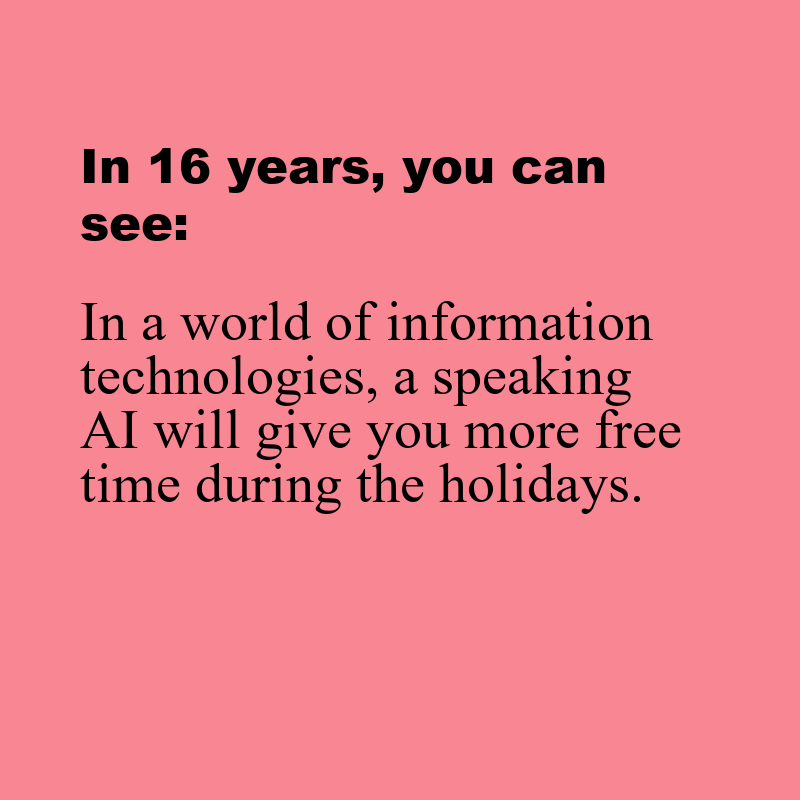 In 16 years, you can
see:
In a world of information
technologies, a speaking
AI will give you more free
time during the holidays.